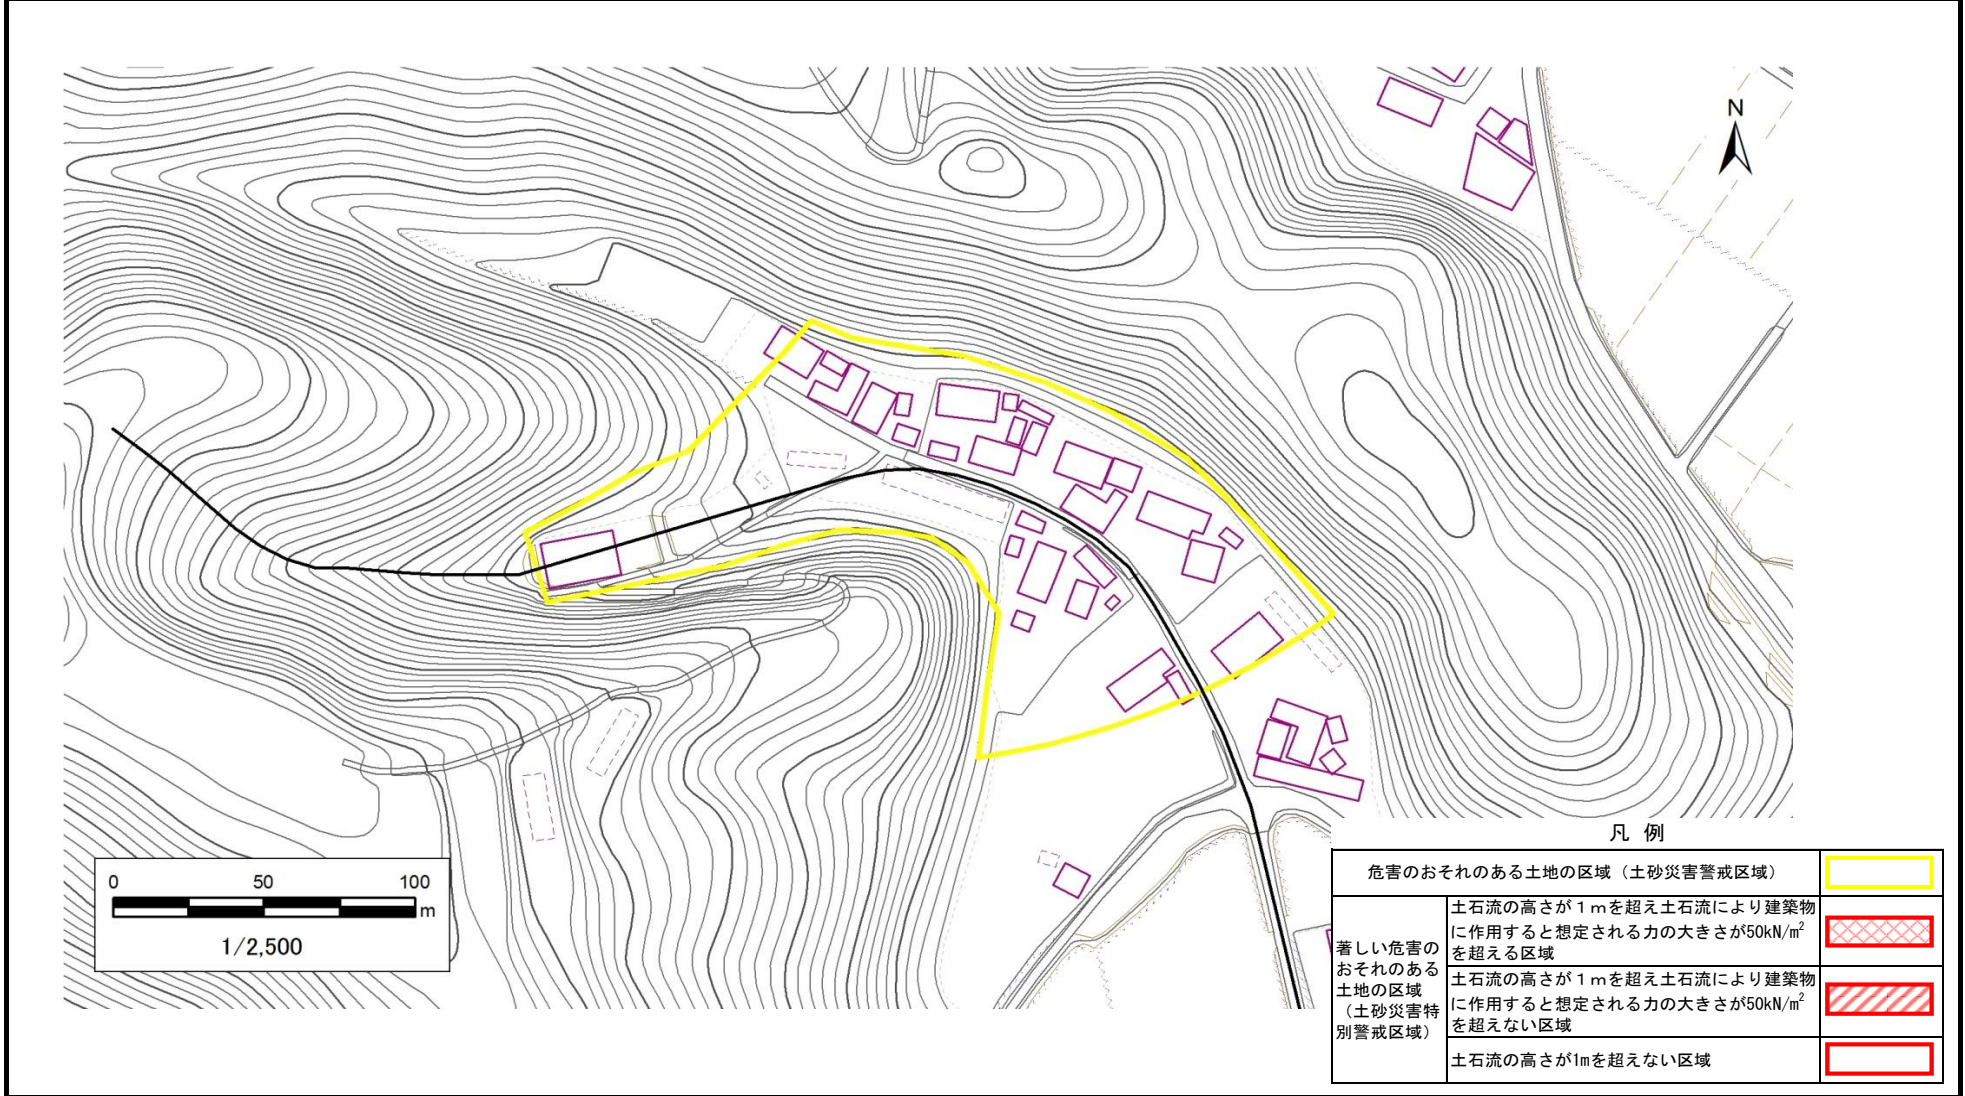 N
0 50 100
m
1/2,500
凡 例
危害のおそれのある土地の区域（土砂災害警戒区域）
著しい危害の
おそれのある
土地の区域
（土砂災害特
別警戒区域）
土石流の高さが１ｍを超え土石流により建築物
に作用すると想定される力の大きさが50kN/㎡
を超える区域
土石流の高さが１ｍを超え土石流により建築物
に作用すると想定される力の大きさが50kN/㎡
を超えない区域
土石流の高さが1mを超えない区域